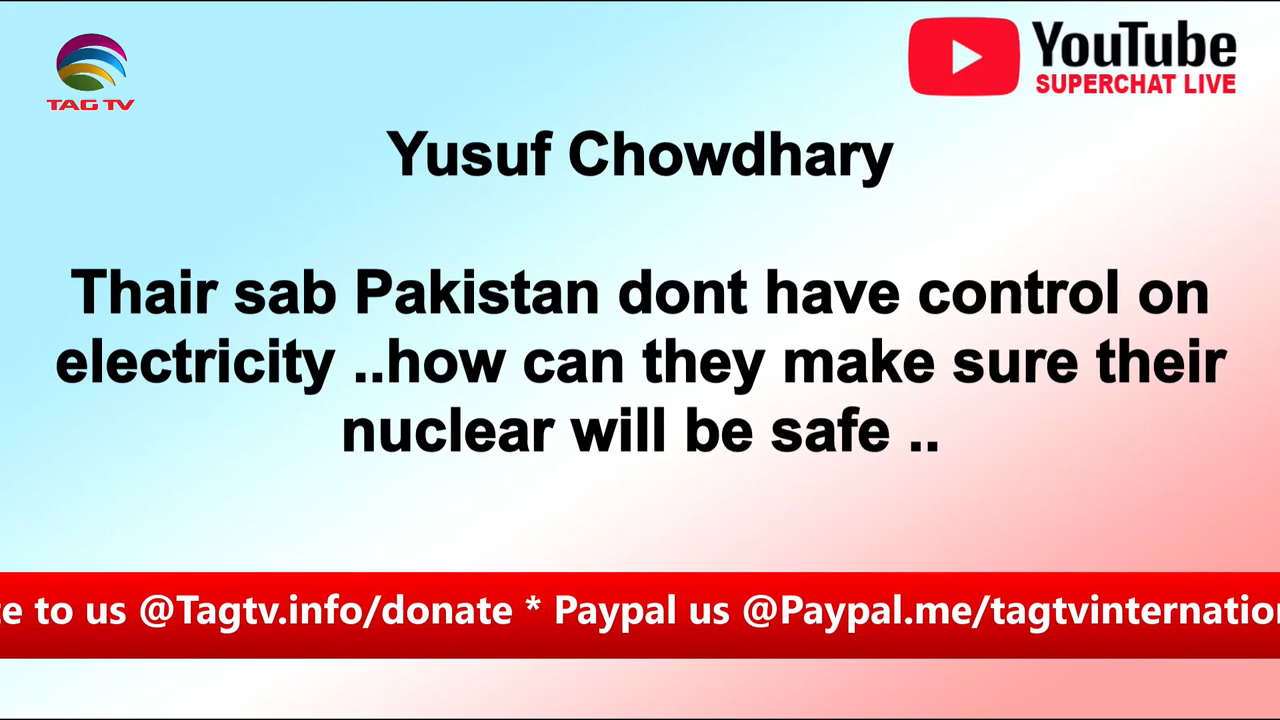 TAG TV
YouTube
SUPERCHAT LIVE
Yusuf Chowdhary
Thair sab Pakistan dont have control on
electricity ..how can they make sure their
nuclear will be safe ..
to us @Tagtv.info/donate * Paypal us @Paypal.me/tagtvinternatio